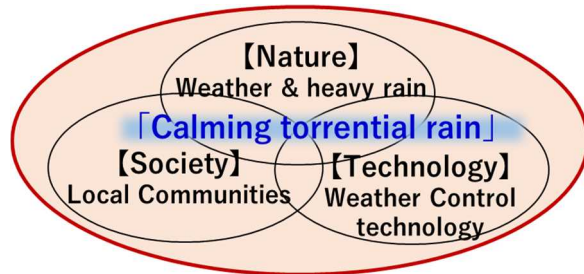 【Nature】
Weather & heavy rain
「Calming torrential rain」
【Society】
Local Communities
【Technology】
Weather Control
technology